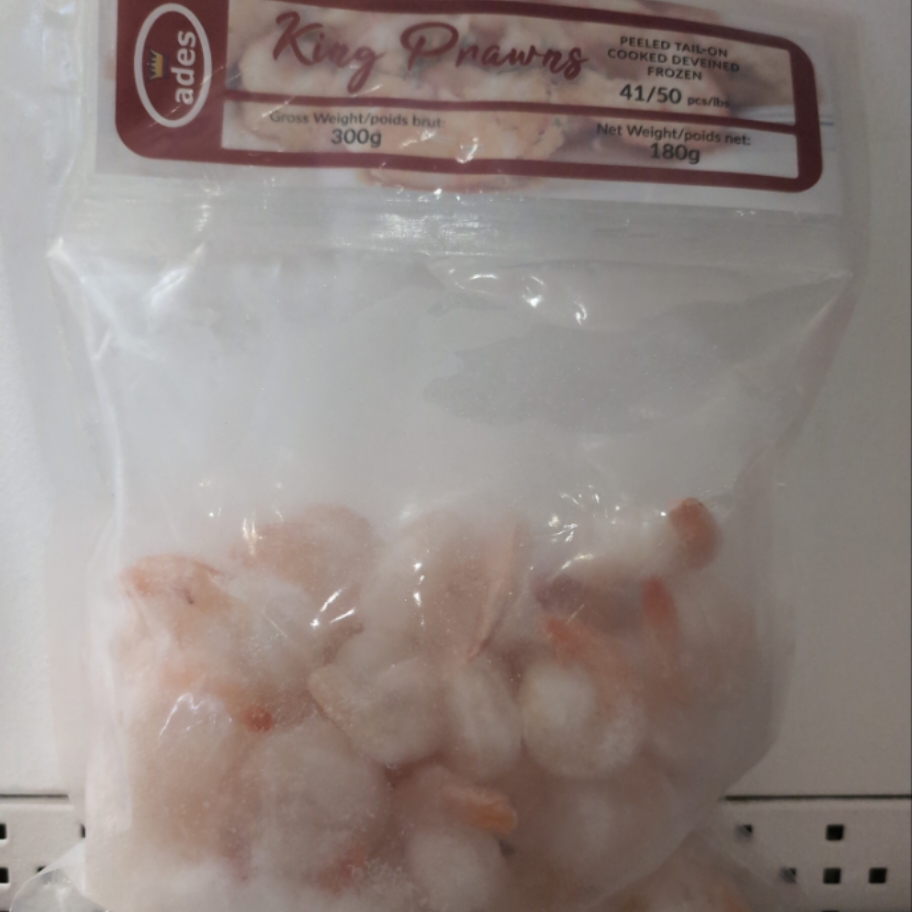 ades
King Prawns
PEELED TAIL-ON
COOKED DEVEINED
FROZEN
41/50 pcs/lbs
Gross Weight/poids brut:
300g
Net Weight/poids net:
180g